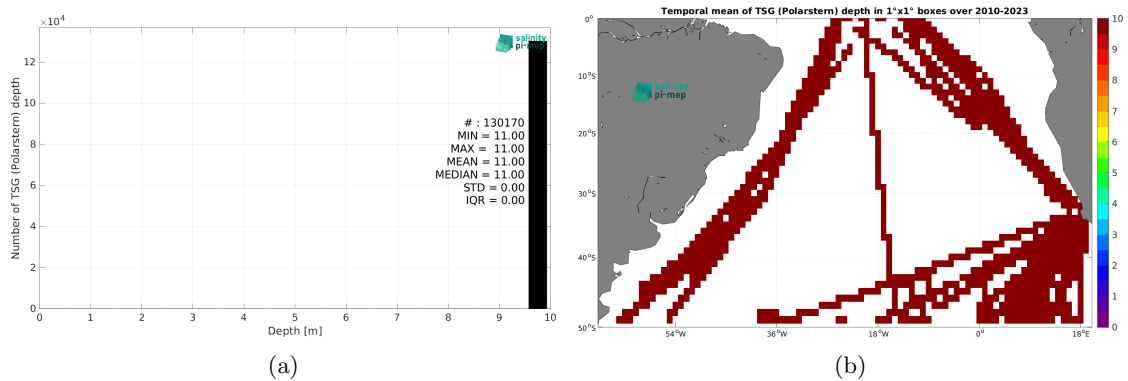 ×10⁴
12
10
8
6
4
2
0
Number of TSG (Polarstern) depth
salinity
pi-mep
# : 130170
MIN = 11.00
MAX = 11.00
MEAN = 11.00
MEDIAN = 11.00
STD = 0.00
IQR = 0.00
0 1 2 3 4 5 6 7 8 9 10
Depth [m]
(a)
Temporal mean of TSG (Polarstern) depth in 1°x1° boxes over 2010-2023
0°
10°S
20°S
30°S
40°S
50°S
salinity
pi-mep
54°W 36°W 18°W 0° 18°E
10
9
8
7
6
5
4
3
2
1
0
(b)